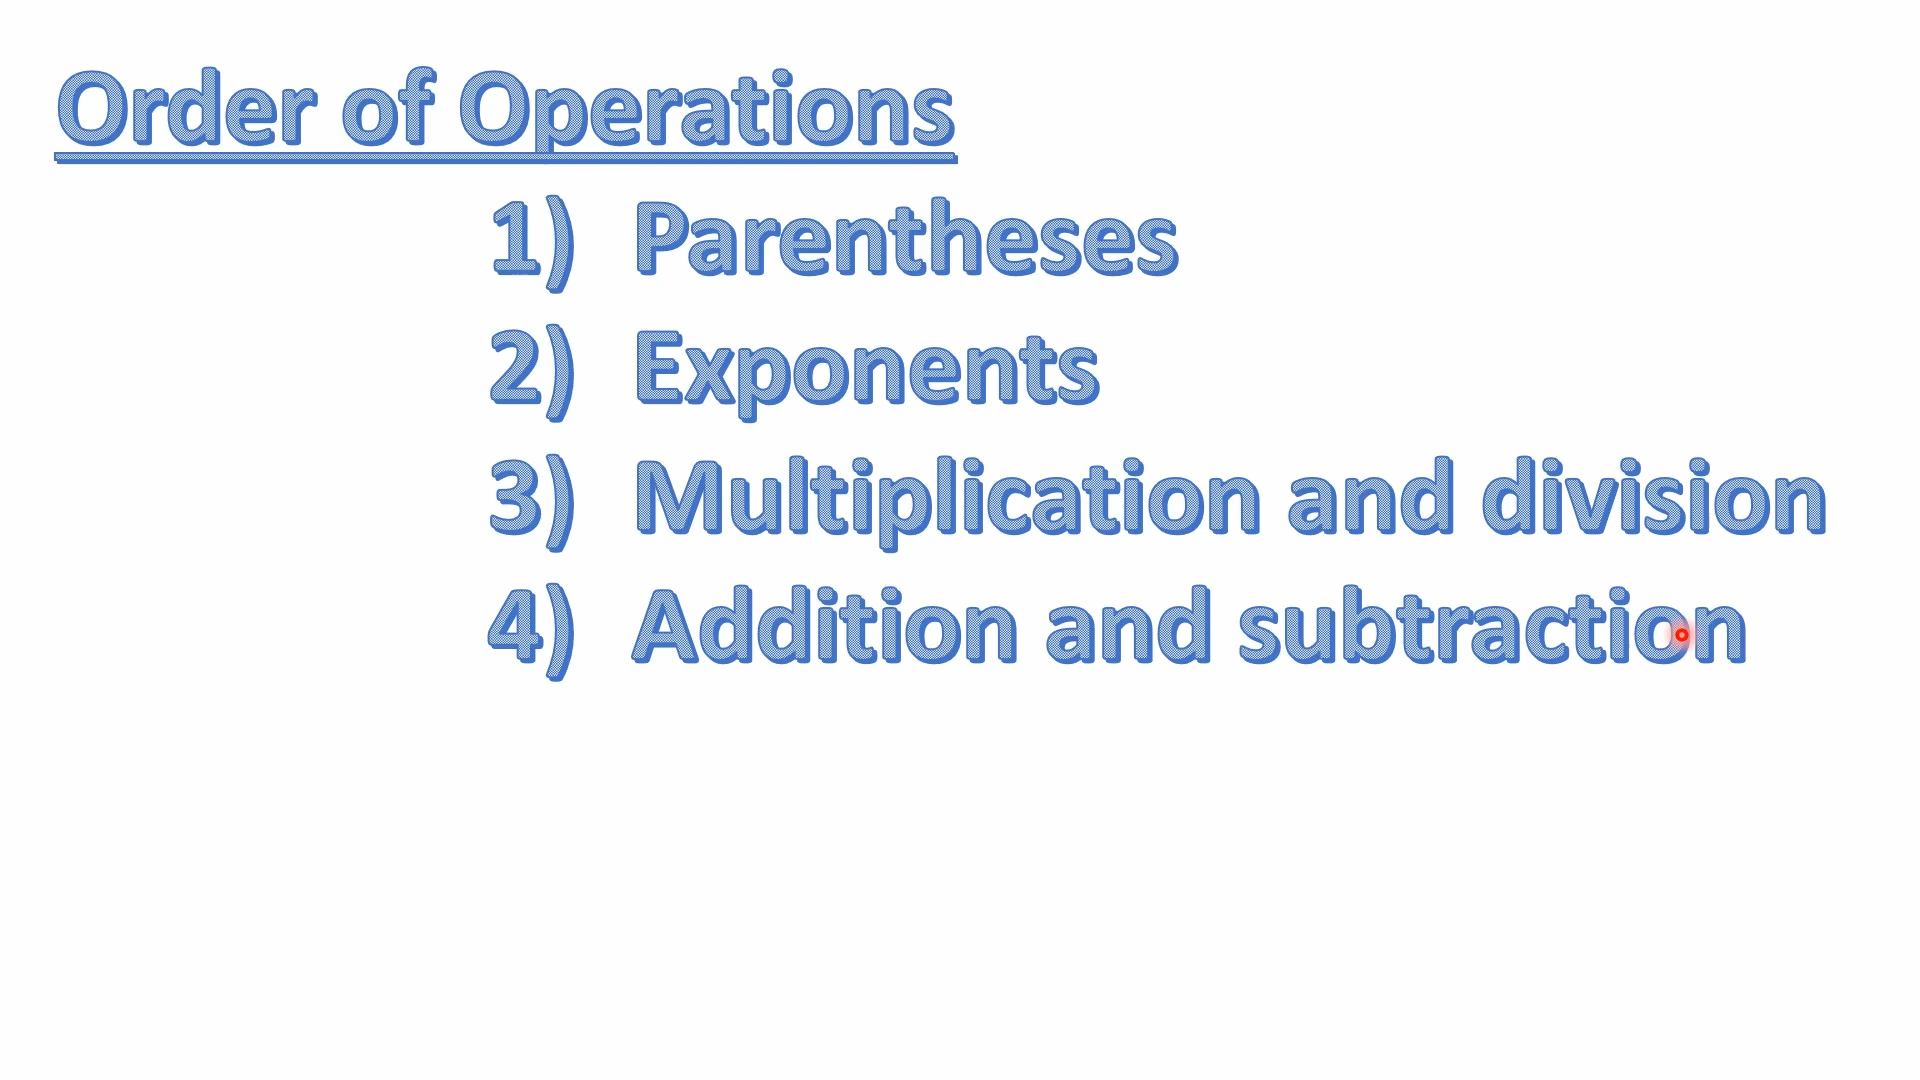 Order of Operations
1) Parentheses
2) Exponents
3) Multiplication and division
4) Addition and subtraction